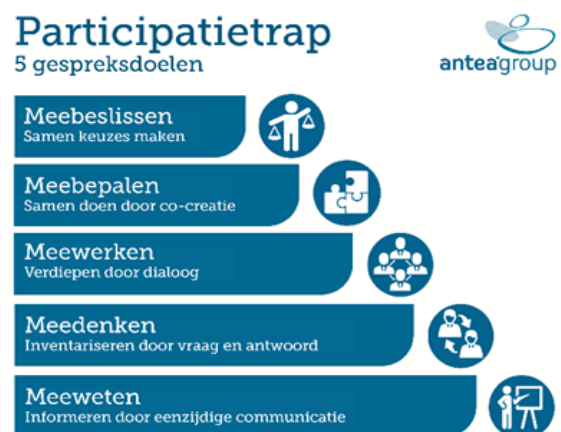 Participatietrap
5 gespreksdoelen
anteagroup
Meebeslissen
Samen keuzes maken
Meebepalen
Samen doen door co-creatie
Meewerken
Verdiepen door dialoog
Meedenken
Inventariseren door vraag en antwoord
Meeweten
Informeren door eenzijdige communicatie